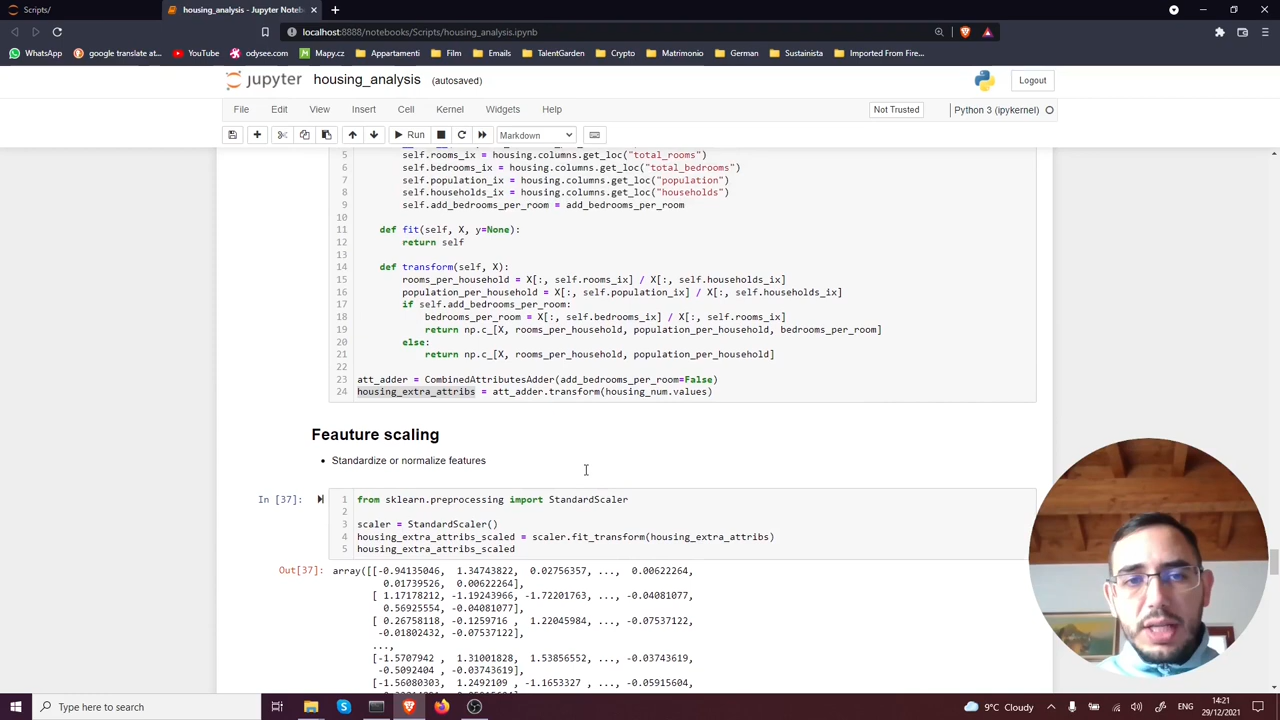 Scripts/
housing_analysis - Jupyter Noteb
localhost:8888/notebooks/Scripts/housing_analysis.ipynb
WhatsApp
google translate at...
YouTube
odysee.com
Mapy.cz
Appartamenti
Film
Emails
TalentGarden
Crypto
Matrimonio
German
Sustainista
Imported From Fire...
jupyter housing_analysis (autosaved)
Logout
File Edit View Insert Cell Kernel Widgets Help
Not Trusted
Python 3 (ipykernel)
Run
Markdown
5 self.rooms_ix = housing.columns.get_loc("total_rooms")
6 self.bedrooms_ix = housing.columns.get_loc("total_bedrooms")
7 self.population_ix = housing.columns.get_loc("population")
8 self.households_ix = housing.columns.get_loc("households")
9 self.add_bedrooms_per_room = add_bedrooms_per_room
10
11 def fit(self, X, y=None):
12 return self
13
14 def transform(self, X):
15 rooms_per_household = X[:, self.rooms_ix] / X[:, self.households_ix]
16 population_per_household = X[:, self.population_ix] / X[:, self.households_ix]
17 if self.add_bedrooms_per_room:
18 bedrooms_per_room = X[:, self.bedrooms_ix] / X[:, self.rooms_ix]
19 return np.c_[X, rooms_per_household, population_per_household, bedrooms_per_room]
20 else:
21 return np.c_[X, rooms_per_household, population_per_household]
22
23 att_adder = CombinedAttributesAdder(add_bedrooms_per_room=False)
24 housing_extra_attribs = att_adder.transform(housing_num.values)
Feauture scaling
• Standardize or normalize features
In [37]:
1 from sklearn.preprocessing import StandardScaler
2
3 scaler = StandardScaler()
4 housing_extra_attribs_scaled = scaler.fit_transform(housing_extra_attribs)
5 housing_extra_attribs_scaled
Out[37]: array([[-0.94135046, 1.34743822, 0.02756357, ..., 0.00622264,
0.01739526, 0.00622264],
[ 1.17178212, -1.19243966, -1.72201763, ..., -0.04081077,
0.56925554, -0.04081077],
[ 0.26758118, -0.1259716 , 1.22045984, ..., -0.07537122,
-0.01802432, -0.07537122],
...,
[-1.5707942 , 1.31001828, 1.53856552, ..., -0.03743619,
-0.5092404 , -0.03743619],
[-1.56080303, 1.2492109 , -1.1653327 , ..., -0.05915604,
Type here to search
9°C Cloudy
14:21
29/12/2021